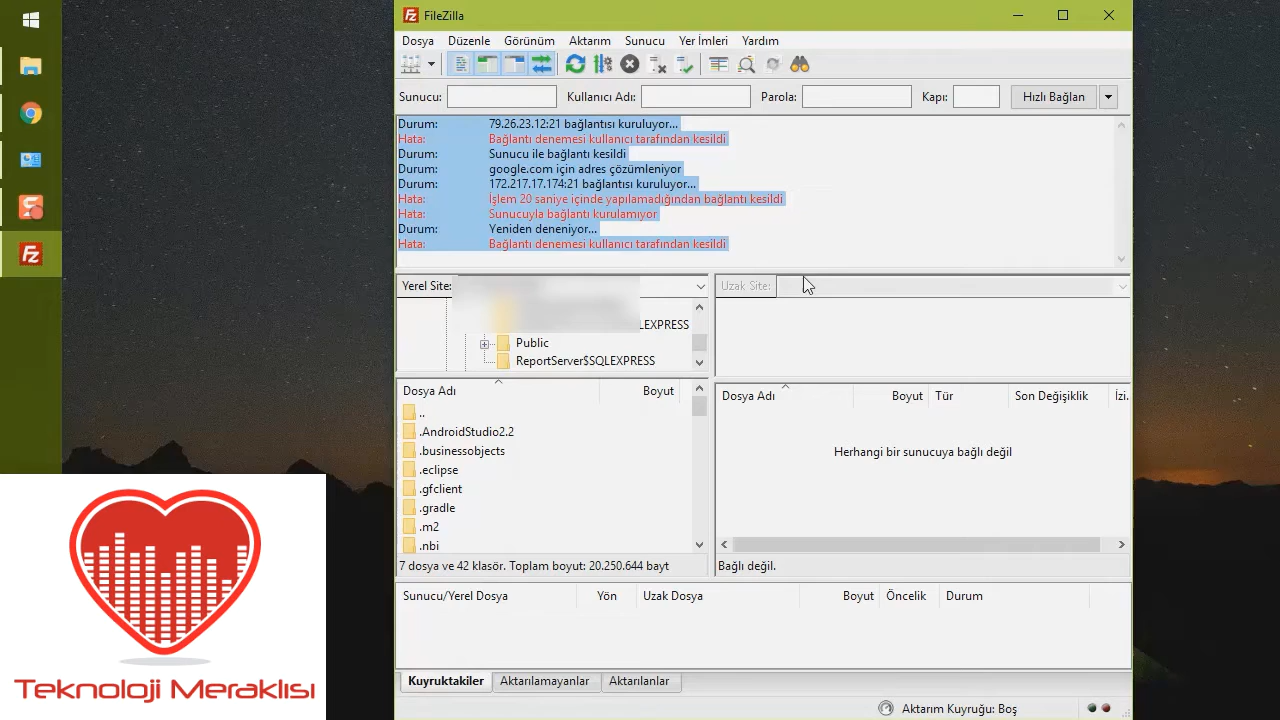 FileZilla
Dosya Düzenle Görünüm Aktarım Sunucu Yer İmleri Yardım
Sunucu: Kullanıcı Adı: Parola: Kapı: Hızlı Bağlan
Durum: 79.26.23.12:21 bağlantısı kuruluyor...
Hata: Bağlantı denemesi kullanıcı tarafından kesildi
Durum: Sunucu ile bağlantı kesildi
Durum: google.com için adres çözümleniyor
Durum: 172.217.17.174:21 bağlantısı kuruluyor...
Hata: İşlem 20 saniye içinde yapılamadığından bağlantı kesildi
Hata: Sunucuyla bağlantı kurulamıyor
Durum: Yeniden deneniyor...
Hata: Bağlantı denemesi kullanıcı tarafından kesildi
Yerel Site:
LEXPRESS
Public
ReportServer$SQLEXPRESS
Dosya Adı Boyut
..
.AndroidStudio2.2
.businessobjects
.eclipse
.gfclient
.gradle
.m2
.nbi
7 dosya ve 42 klasör. Toplam boyut: 20.250.644 bayt
Uzak Site:
Dosya Adı Boyut Tür Son Değişiklik İzi.
Herhangi bir sunucuya bağlı değil
Bağlı değil.
Sunucu/Yerel Dosya Yön Uzak Dosya Boyut Öncelik Durum
Kuyruktakiler Aktarılamayanlar Aktarılanlar
Aktarım Kuyruğu: Boş
Teknoloji Meraklısı